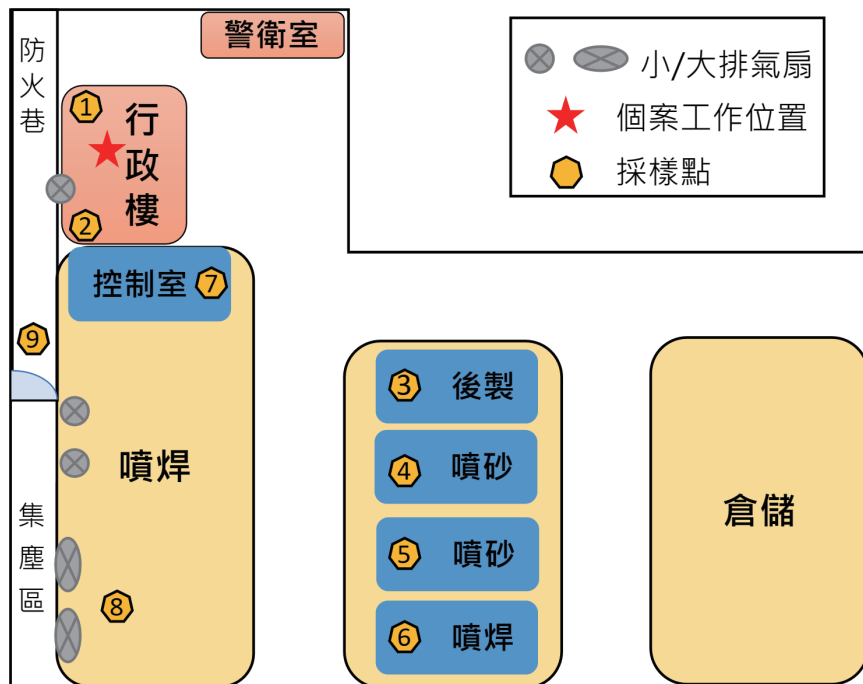 警衛室
小/大排氣扇
個案工作位置
採樣點
防火巷
1
行政樓
2
控制室 7
9
3 後製
噴焊
4 噴砂
倉儲
集塵區
5 噴砂
8
6 噴焊